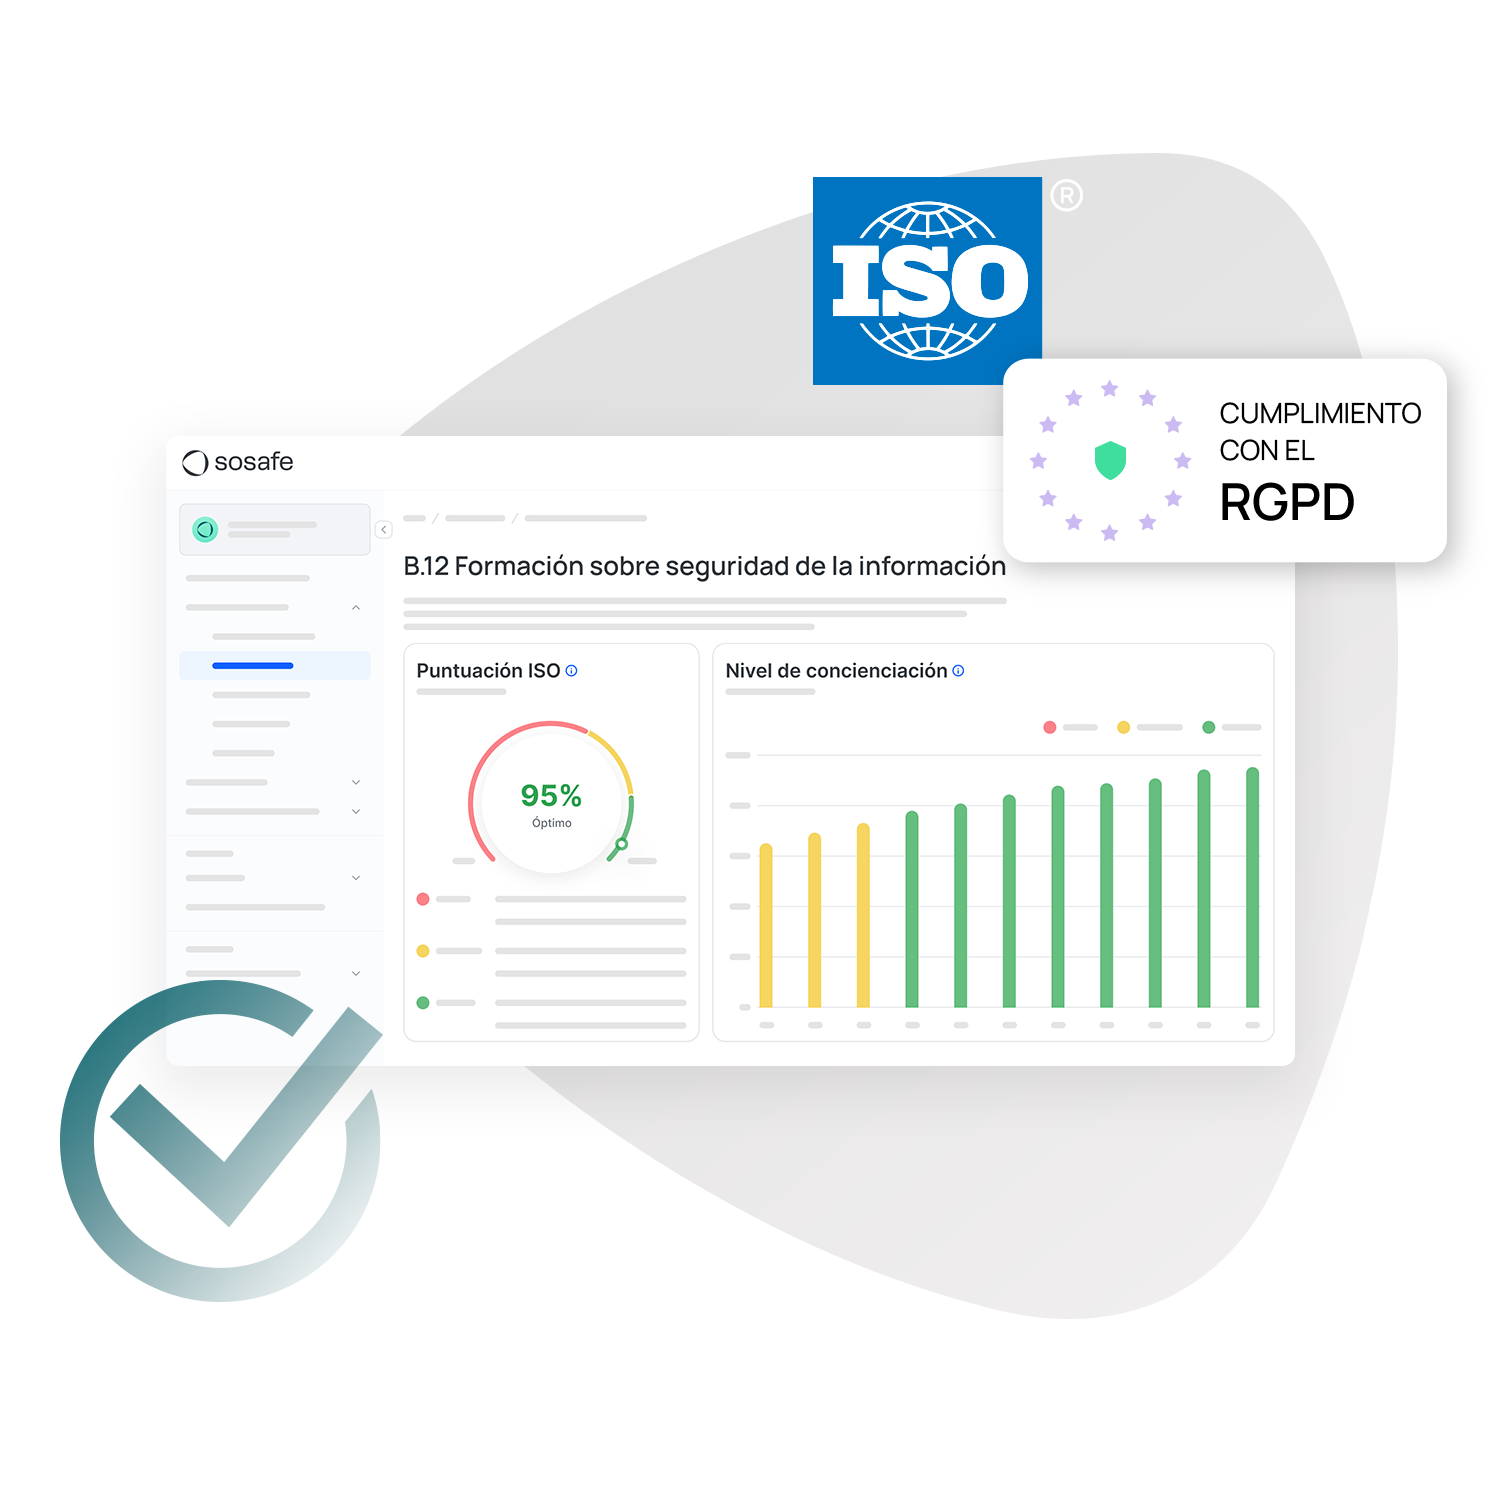 ISO
®
CUMPLIMIENTO
CON EL
RGPD
sosafe
B.12 Formación sobre seguridad de la información
Puntuación ISO
95%
Óptimo
Nivel de concienciación